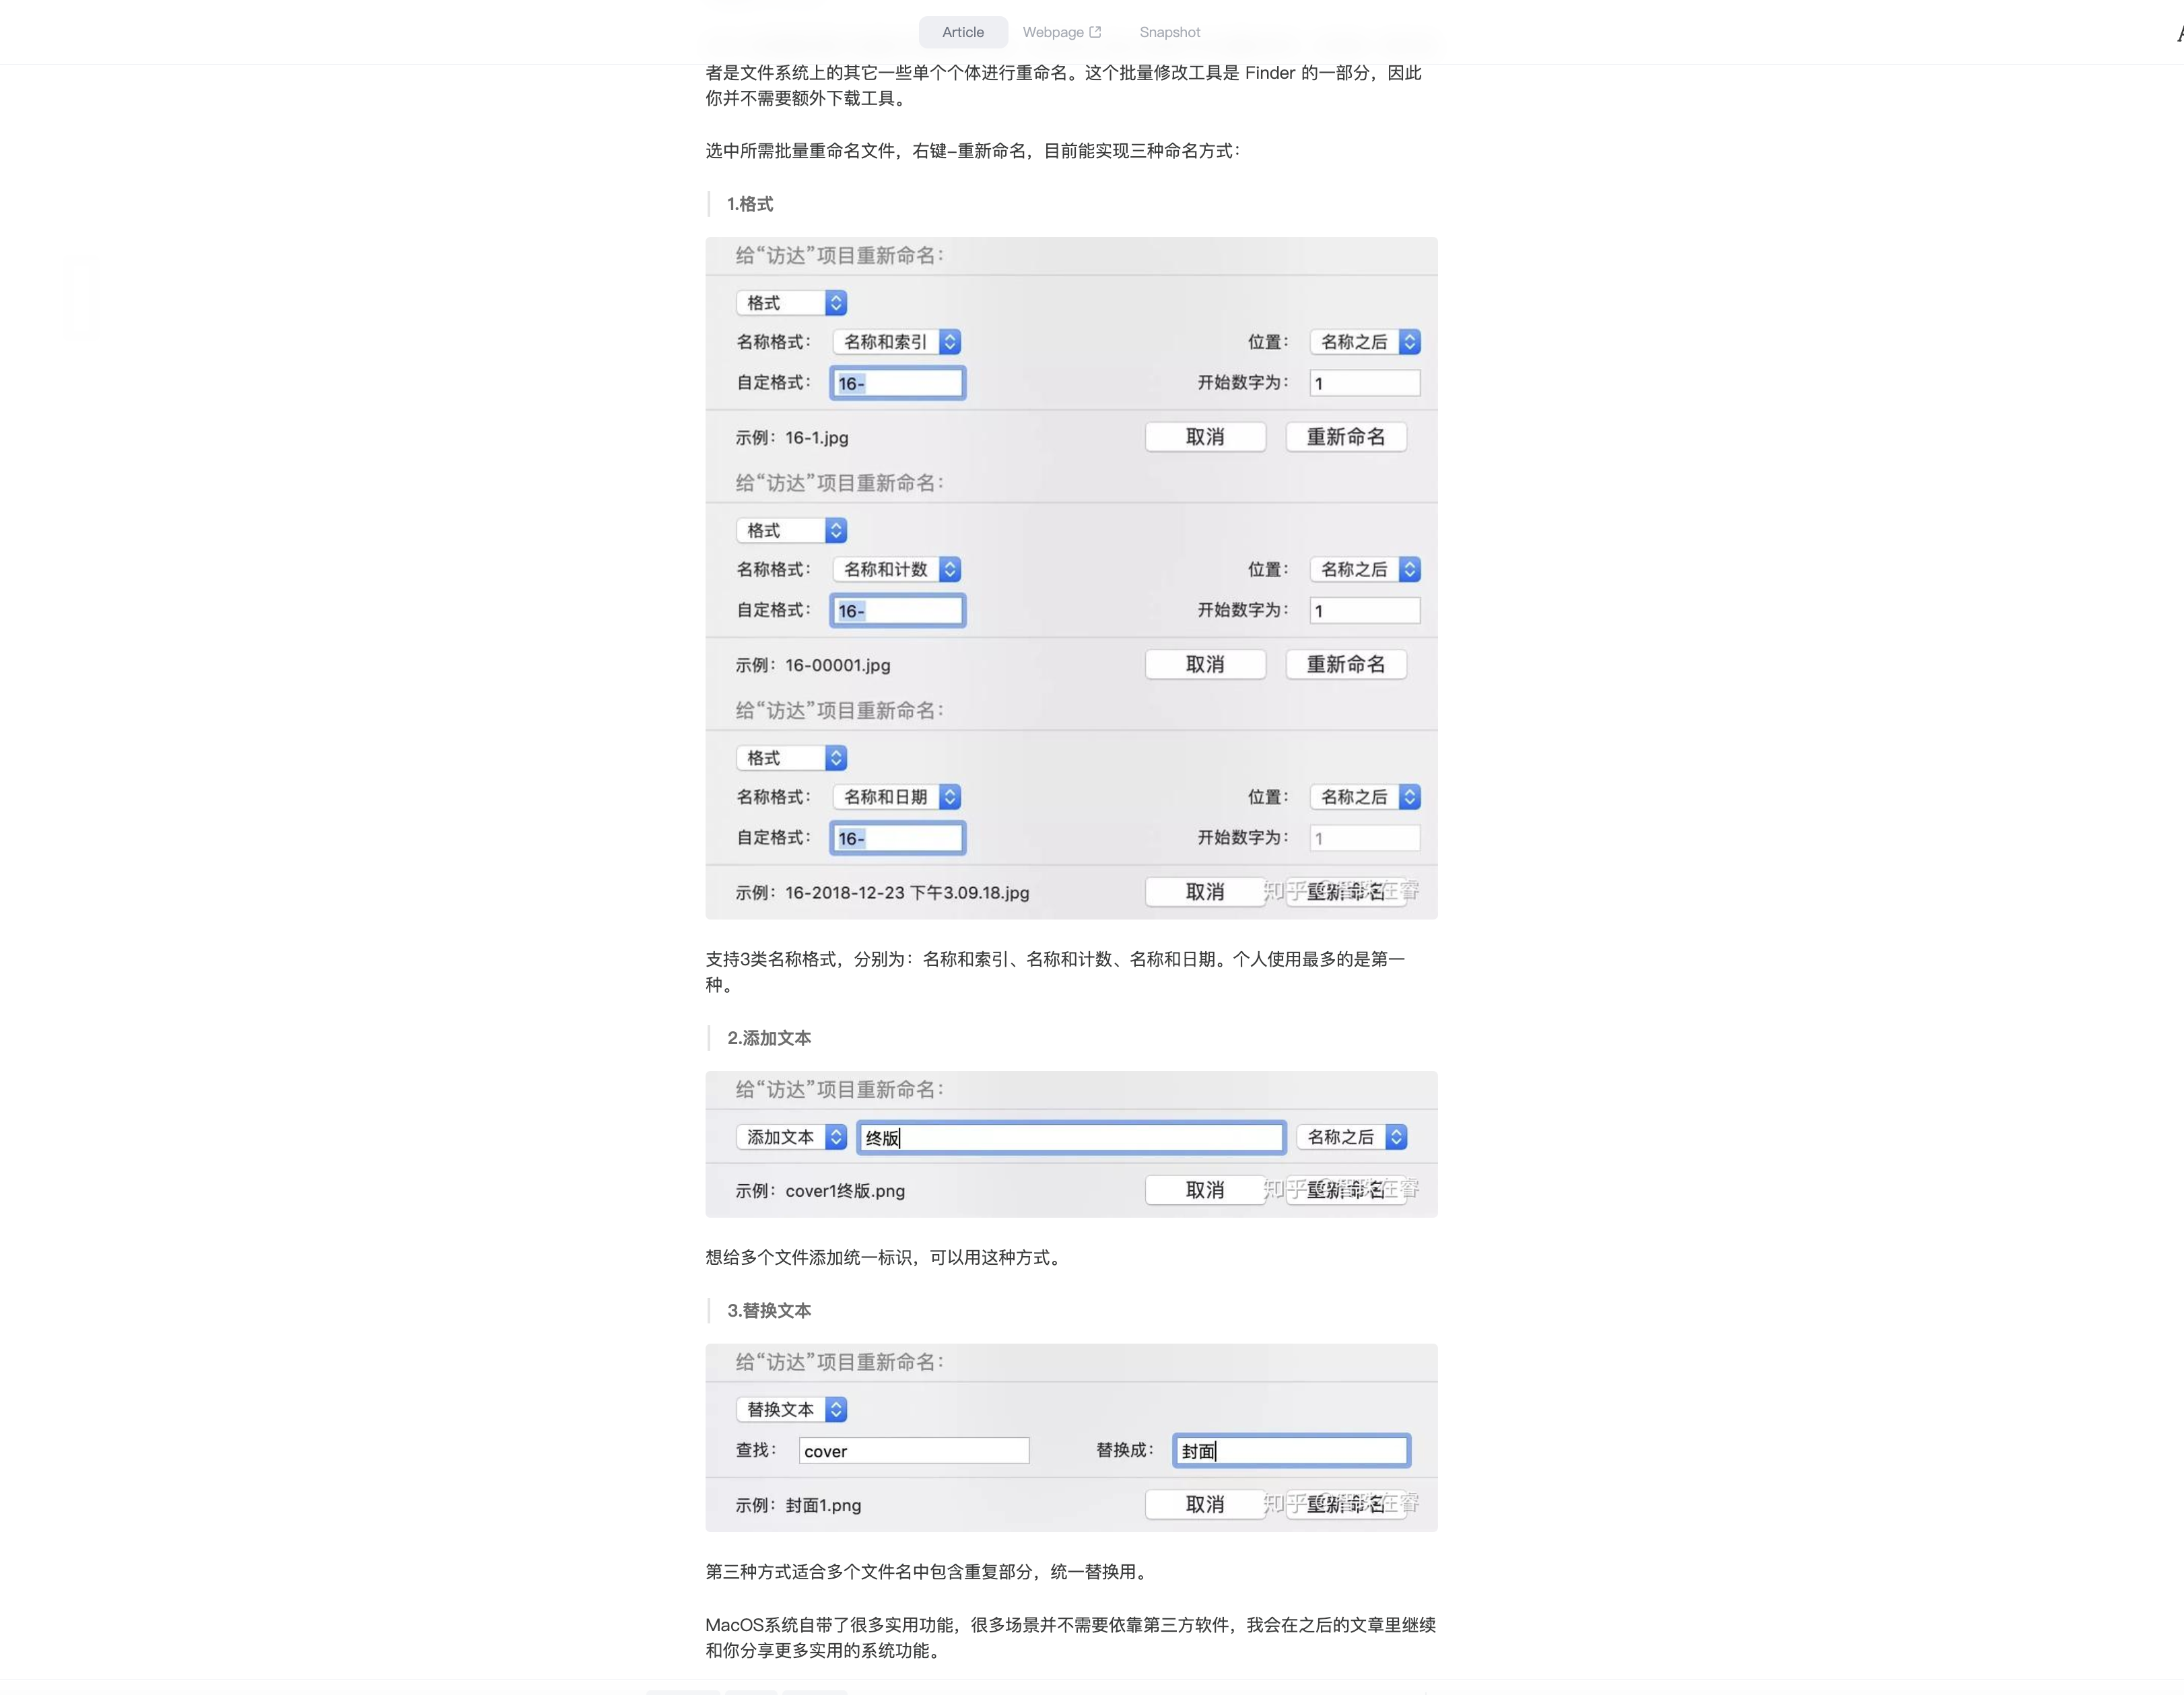 Article
Webpage
Snapshot
者是文件系统上的其它一些单个个体进行重命名。这个批量修改工具是 Finder 的一部分，因此
你并不需要额外下载工具。
选中所需批量重命名文件，右键–重新命名，目前能实现三种命名方式：
1.格式
给“访达”项目重新命名：
格式
名称格式： 名称和索引 位置： 名称之后
自定格式： 16- 开始数字为： 1
示例：16-1.jpg 取消 重新命名
给“访达”项目重新命名：
格式
名称格式： 名称和计数 位置： 名称之后
自定格式： 16- 开始数字为： 1
示例：16-00001.jpg 取消 重新命名
给“访达”项目重新命名：
格式
名称格式： 名称和日期 位置： 名称之后
自定格式： 16- 开始数字为： 1
示例：16-2018-12-23 下午3.09.18.jpg 取消 重新命名
知乎
支持3类名称格式，分别为：名称和索引、名称和计数、名称和日期。个人使用最多的是第一
种。
2.添加文本
给“访达”项目重新命名：
添加文本 终版 名称之后
示例：cover1终版.png 取消 重新命名
知乎
想给多个文件添加统一标识，可以用这种方式。
3.替换文本
给“访达”项目重新命名：
替换文本
查找： cover 替换成： 封面
示例：封面1.png 取消 重新命名
知乎
第三种方式适合多个文件名中包含重复部分，统一替换用。
MacOS系统自带了很多实用功能，很多场景并不需要依靠第三方软件，我会在之后的文章里继续
和你分享更多实用的系统功能。